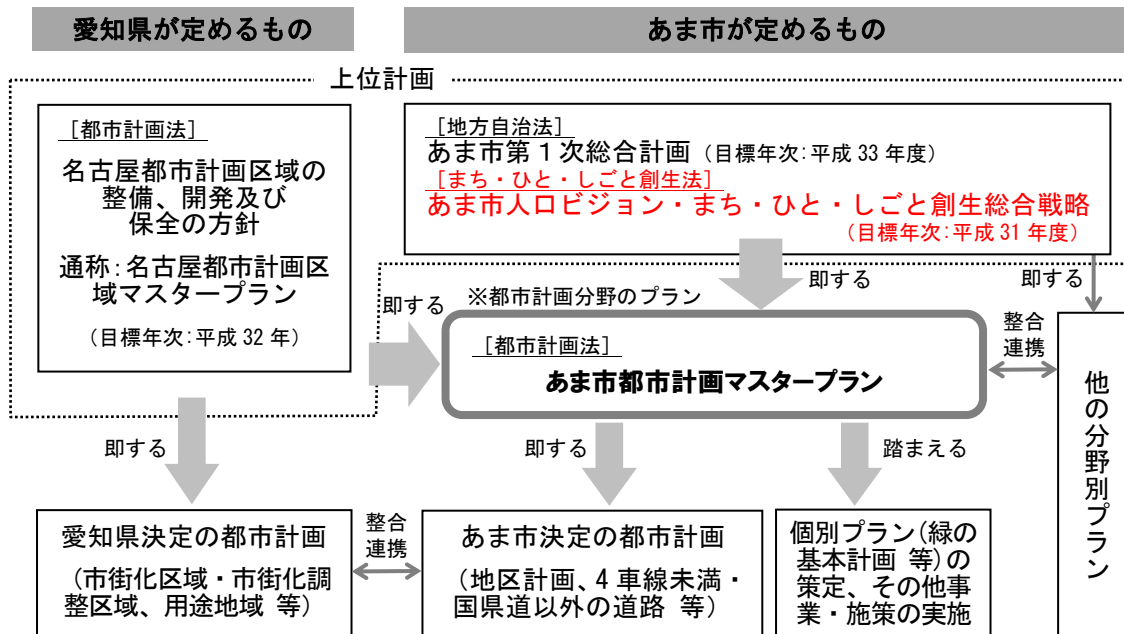 愛知県が定めるもの
あま市が定めるもの
上位計画
［都市計画法］
名古屋都市計画区域の
整備、開発及び
保全の方針
通称：名古屋都市計画区
域マスタープラン
（目標年次：平成 32 年）
［地方自治法］
あま市第１次総合計画（目標年次：平成 33 年度）
［まち・ひと・しごと創生法］
あま市人口ビジョン・まち・ひと・しごと創生総合戦略
（目標年次：平成 31 年度）
即する
即する
即する
※都市計画分野のプラン
［都市計画法］
あま市都市計画マスタープラン
整合
連携
他の分野別プラン
即する
即する
踏まえる
愛知県決定の都市計画
（市街化区域・市街化調
整区域、用途地域 等）
整合
連携
あま市決定の都市計画
（地区計画、４車線未満・
国県道以外の道路 等）
個別プラン（緑の
基本計画 等）の
策定、その他事
業・施策の実施